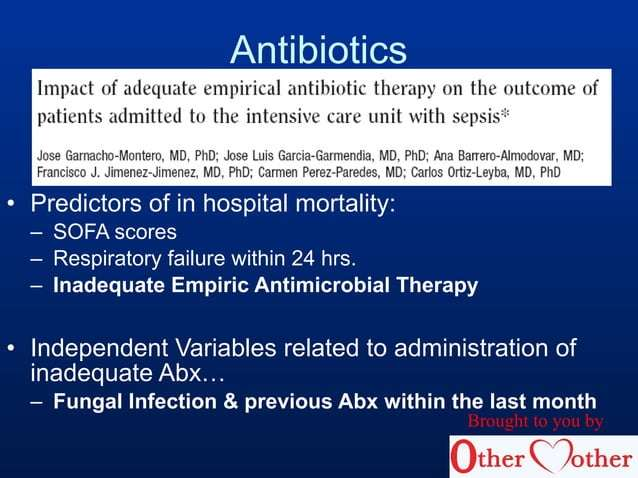 Antibiotics
Impact of adequate empirical antibiotic therapy on the outcome of
patients admitted to the intensive care unit with sepsis*
Jose Garnacho-Montero, MD, PhD; Jose Luis Garcia-Garmendia, MD, PhD; Ana Barrero-Almodovar, MD;
Francisco J. Jimenez-Jimenez, MD, PhD; Carmen Perez-Paredes, MD; Carlos Ortiz-Leyba, MD, PhD
• Predictors of in hospital mortality:
– SOFA scores
– Respiratory failure within 24 hrs.
– Inadequate Empiric Antimicrobial Therapy
• Independent Variables related to administration of
inadequate Abx…
– Fungal Infection & previous Abx within the last month
Brought to you by
Other other